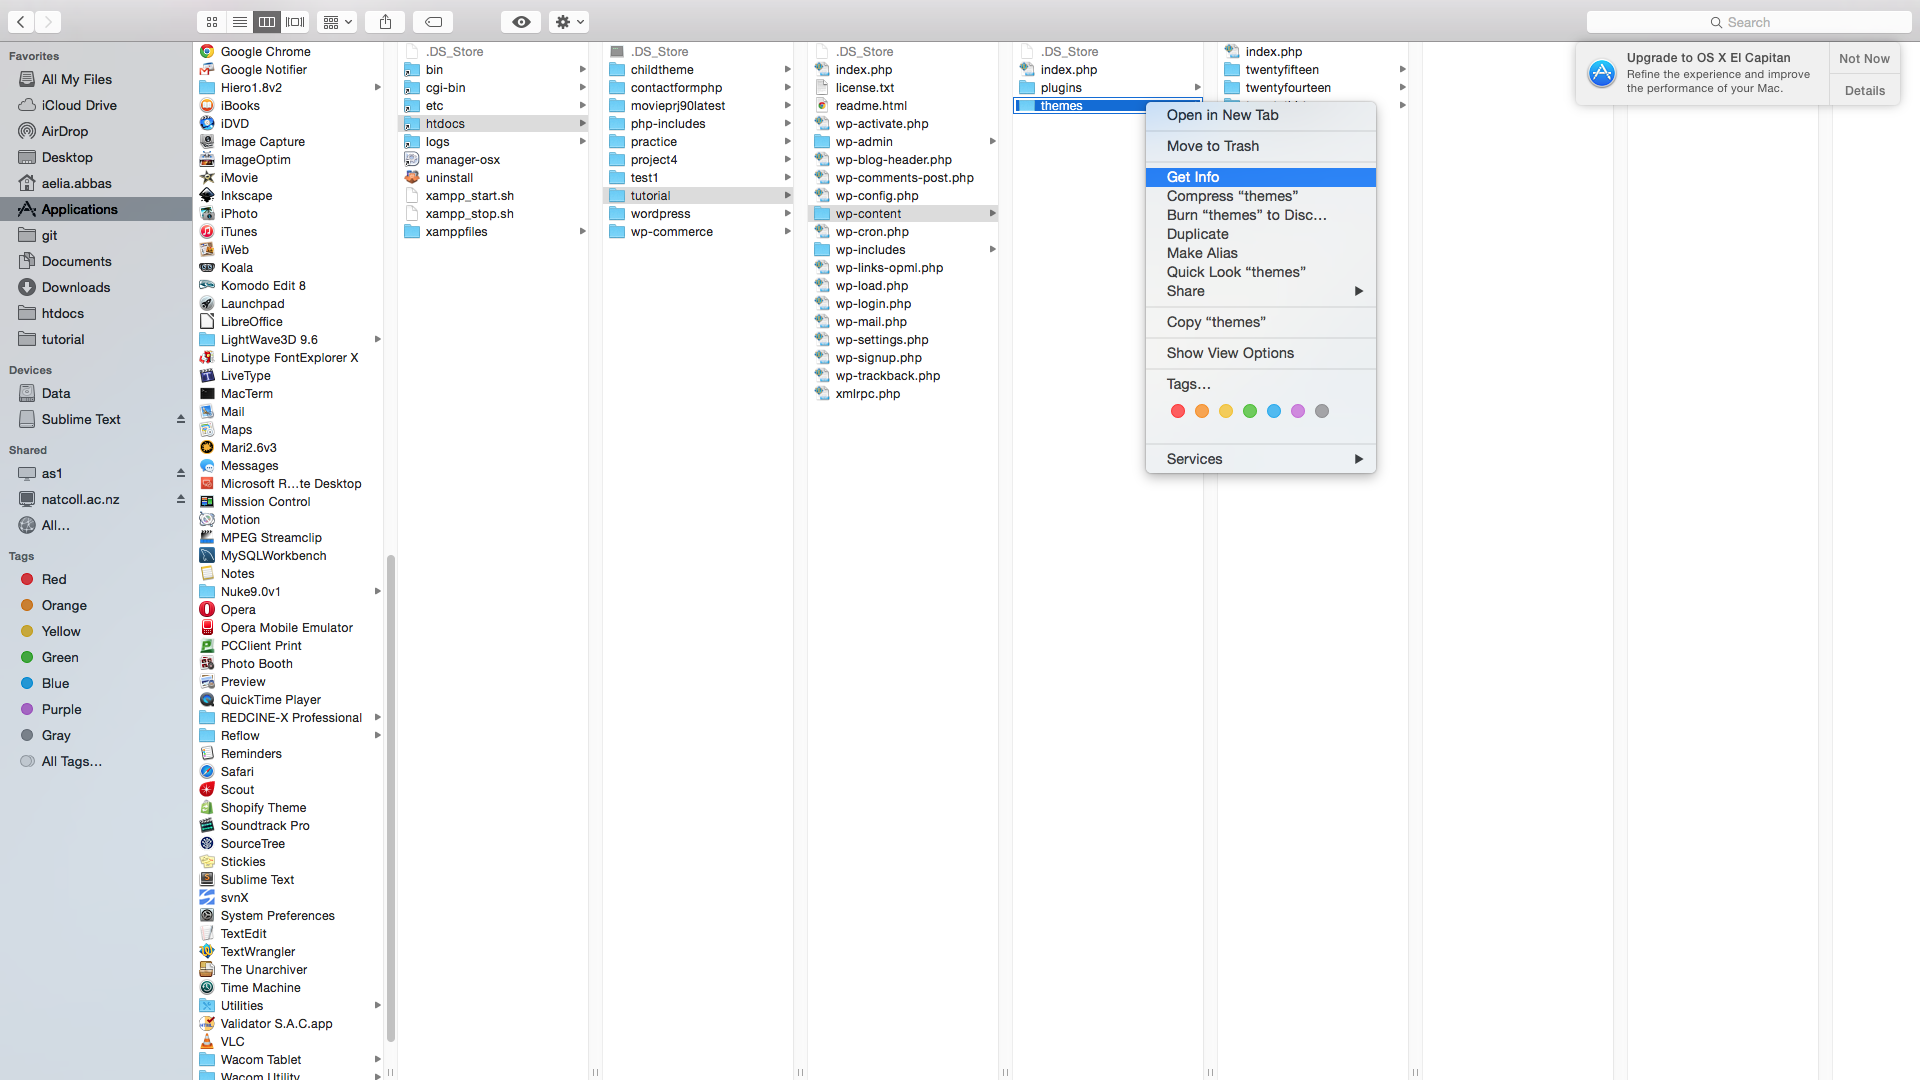 Search
Favorites
All My Files
iCloud Drive
AirDrop
Desktop
aelia.abbas
Applications
git
Documents
Downloads
htdocs
tutorial
Devices
Data
Sublime Text
Shared
as1
natcoll.ac.nz
All...
Tags
Red
Orange
Yellow
Green
Blue
Purple
Gray
All Tags...
Google Chrome
Google Notifier
Hiero1.8v2
iBooks
iDVD
Image Capture
ImageOptim
iMovie
Inkscape
iPhoto
iTunes
iWeb
Koala
Komodo Edit 8
Launchpad
LibreOffice
LightWave3D 9.6
Linotype FontExplorer X
LiveType
MacTerm
Mail
Maps
Mari2.6v3
Messages
Microsoft R...te Desktop
Mission Control
Motion
MPEG Streamclip
MySQLWorkbench
Notes
Nuke9.0v1
Opera
Opera Mobile Emulator
PCClient Print
Photo Booth
Preview
QuickTime Player
REDCINE-X Professional
Reflow
Reminders
Safari
Scout
Shopify Theme
Soundtrack Pro
SourceTree
Stickies
Sublime Text
svnX
System Preferences
TextEdit
TextWrangler
The Unarchiver
Time Machine
Utilities
Validator S.A.C.app
VLC
Wacom Tablet
Wacom Utility
.DS_Store
bin
cgi-bin
etc
htdocs
logs
manager-osx
uninstall
xampp_start.sh
xampp_stop.sh
xamppfiles
.DS_Store
childtheme
contactformphp
movieprj90latest
php-includes
practice
project4
test1
tutorial
wordpress
wp-commerce
.DS_Store
index.php
license.txt
readme.html
wp-activate.php
wp-admin
wp-blog-header.php
wp-comments-post.php
wp-config.php
wp-content
wp-cron.php
wp-includes
wp-links-opml.php
wp-load.php
wp-login.php
wp-mail.php
wp-settings.php
wp-signup.php
wp-trackback.php
xmlrpc.php
.DS_Store
index.php
plugins
themes
index.php
twentyfifteen
twentyfourteen
Open in New Tab
Move to Trash
Get Info
Compress “themes”
Burn “themes” to Disc...
Duplicate
Make Alias
Quick Look “themes”
Share
Copy “themes”
Show View Options
Tags...
Services
Upgrade to OS X El Capitan
Refine the experience and improve
the performance of your Mac.
Not Now
Details